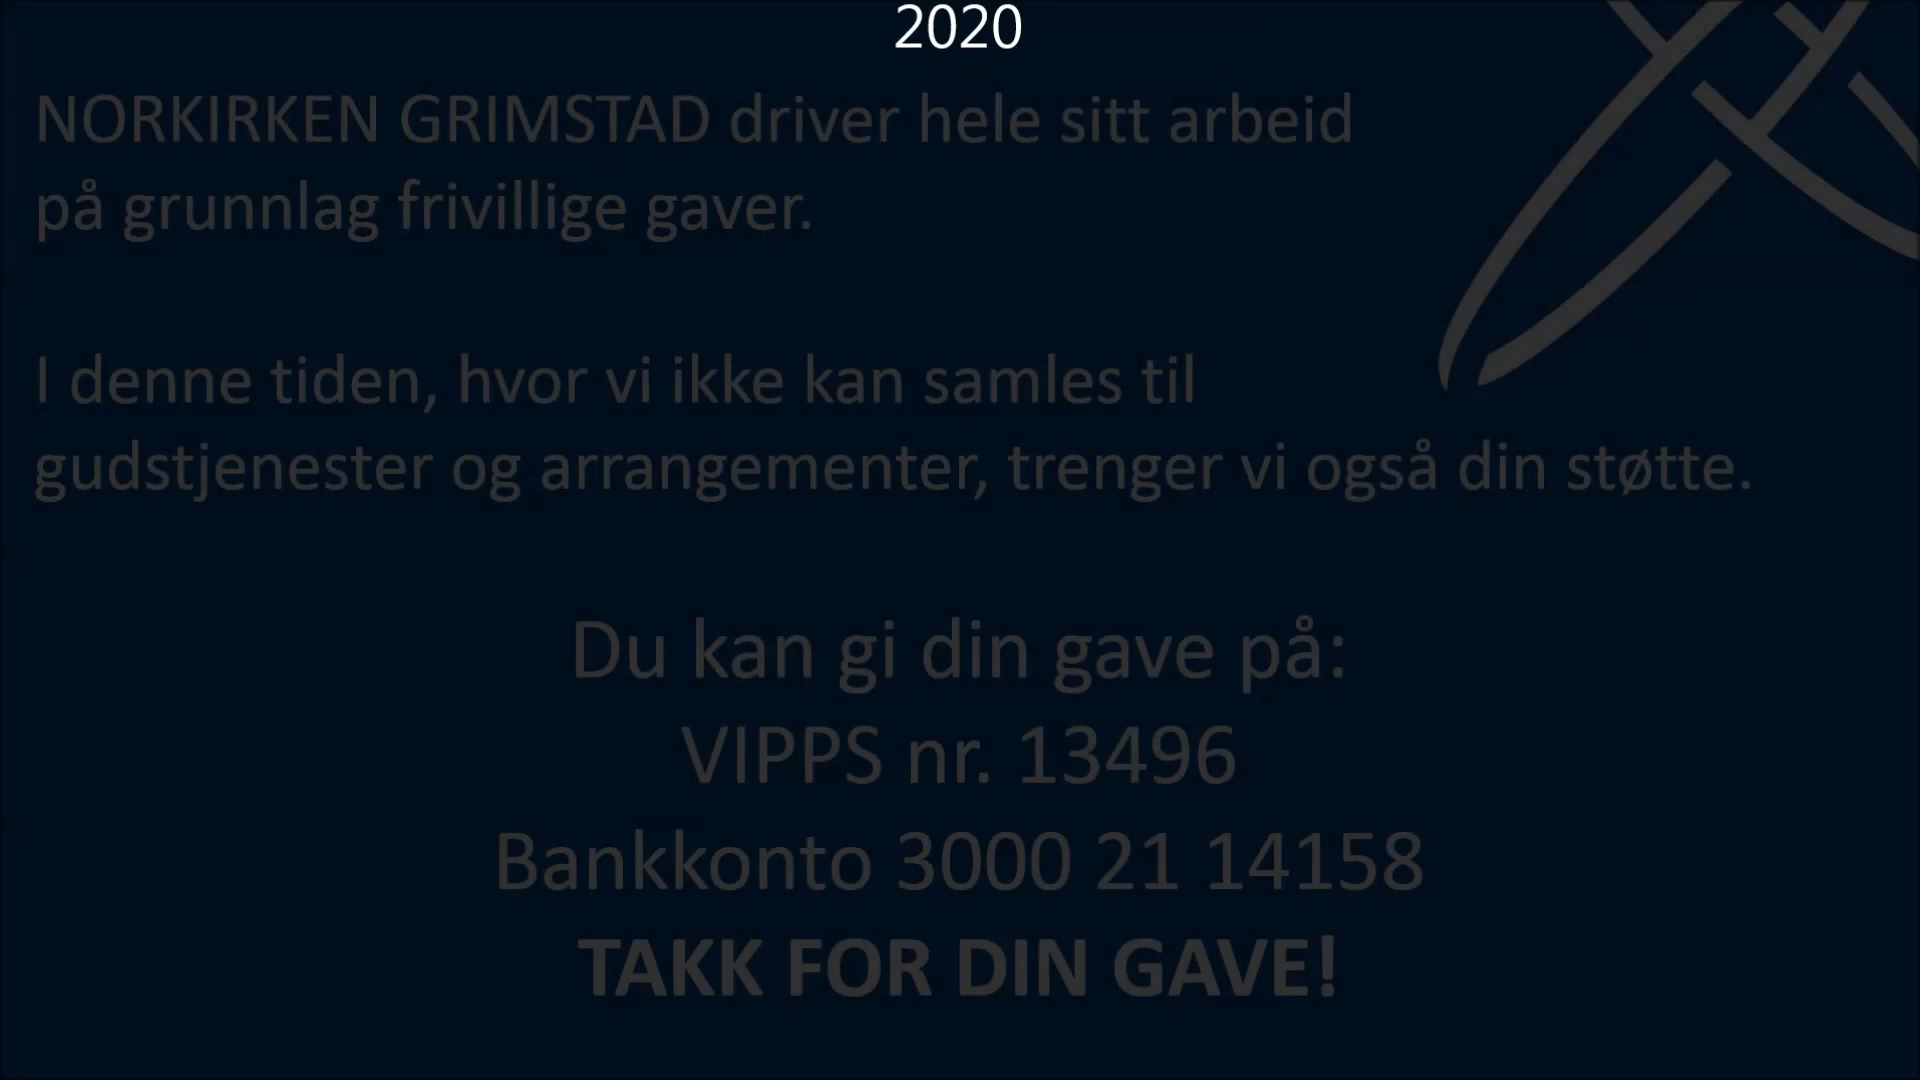 2020
NORKIRKEN GRIMSTAD driver hele sitt arbeid
på grunnlag frivillige gaver.
I denne tiden, hvor vi ikke kan samles til
gudstjenester og arrangementer, trenger vi også din støtte.
Du kan gi din gave på:
VIPPS nr. 13496
Bankkonto 3000 21 14158
TAKK FOR DIN GAVE!